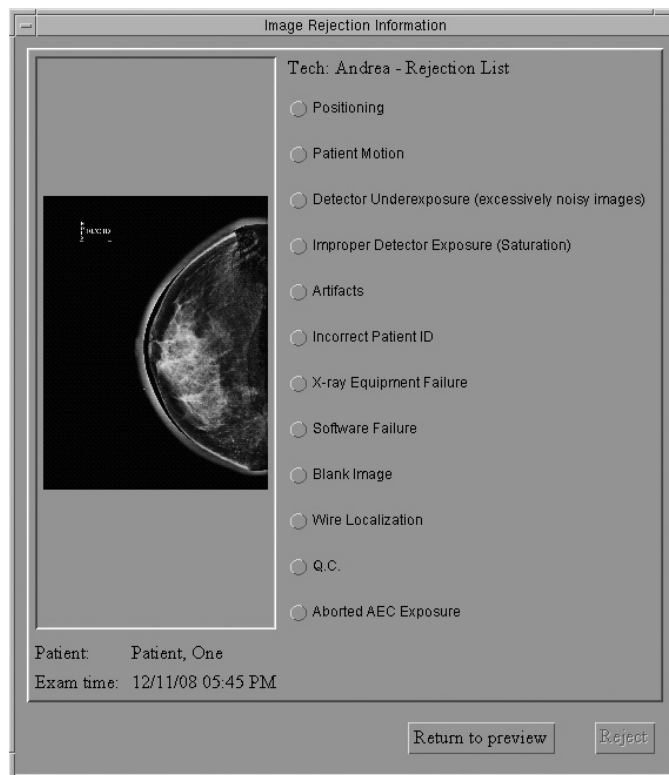 Image Rejection Information
Tech: Andrea - Rejection List
Positioning
Patient Motion
Detector Underexposure (excessively noisy images)
Improper Detector Exposure (Saturation)
Artifacts
Incorrect Patient ID
X-ray Equipment Failure
Software Failure
Blank Image
Wire Localization
Q.C.
Aborted AEC Exposure
Patient: Patient, One
Exam time: 12/11/08 05:45 PM
Return to preview
Reject